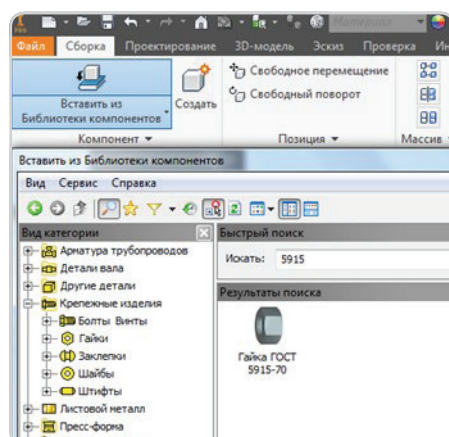 PRO
Материал
Файл Сборка Проектирование 3D-модель Эскиз Проверка
Вставить из
Библиотеки компонентов
Создать
Свободное перемещение
Свободный поворот
Компонент Позиция Массив
Вставить из Библиотеки компонентов
Вид Сервис Справка
Вид категории
Арматура трубопроводов
Детали вала
Другие детали
Крепежные изделия
Болты Винты
Гайки
Заклепки
Шайбы
Штифты
Листовой металл
Пресс-форма
Быстрый поиск
Искать: 5915
Результаты поиска
Гайка ГОСТ
5915-70